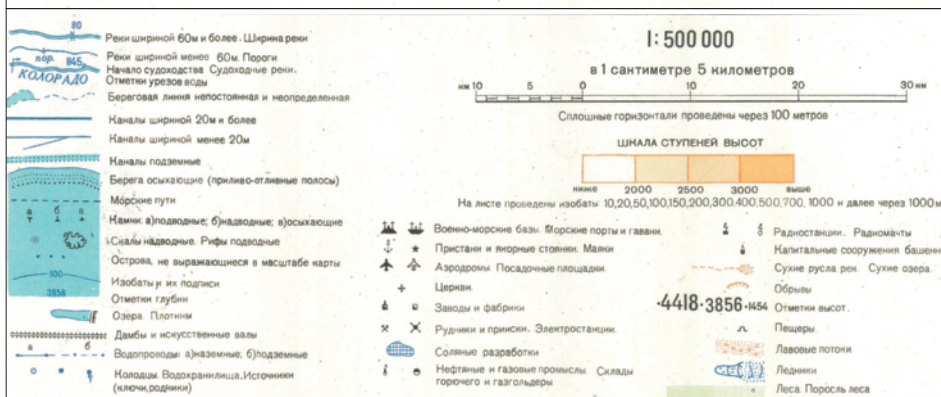 80
Реки шириной 60м и более - Ширина реки
пор. 1145
Реки шириной менее 60м. Пороги
Начало судоходства Судоходные реки.
КОЛОРАДО
Отметки урезов воды
Береговая линия непостоянная и неопределенная
Каналы шириной 20м и более
Каналы шириной менее 20м
Каналы подземные
Берега осыхающие (приливо-отливные полосы)
Морские пути
а б в
Камни: а)подводные; б)надводные; в)осыхающие
Скалы надводные. Рифы подводные
Острова, не выражающиеся в масштабе карты
100
Изобаты и их подписи
3858
Отметки глубин
Озера. Плотины
Дамбы и искусственные валы
а б
Водопроводы: а)наземные; б)подземные
Колодцы. Водохранилища. Источники
(ключи, родники)
1:500 000
в 1 сантиметре 5 километров
км 10 5 0 10 20 30 км
Сплошные горизонтали проведены через 100 метров
ШКАЛА СТУПЕНЕЙ ВЫСОТ
ниже 2000 2500 3000 выше
На листе проведены изобаты 10,20,50,100,150,200,300,400,500,700, 1000 и далее через 1000м
Военно-морские базы. Морские порты и гавани.
Пристани и якорные стоянки. Маяки
Аэродромы. Посадочные площадки.
Церкви.
Заводы и фабрики
Рудники и прииски. Электростанции.
Соляные разработки
Нефтяные и газовые промыслы. Склады
горючего и газгольдеры
Радиостанции. Радиомачты
Капитальные сооружения башенн
Сухие русла рек. Сухие озера.
Обрывы
·4418 ·3856 ·1454 Отметки высот.
Пещеры
Лавовые потоки
Ледники
Леса. Поросль леса